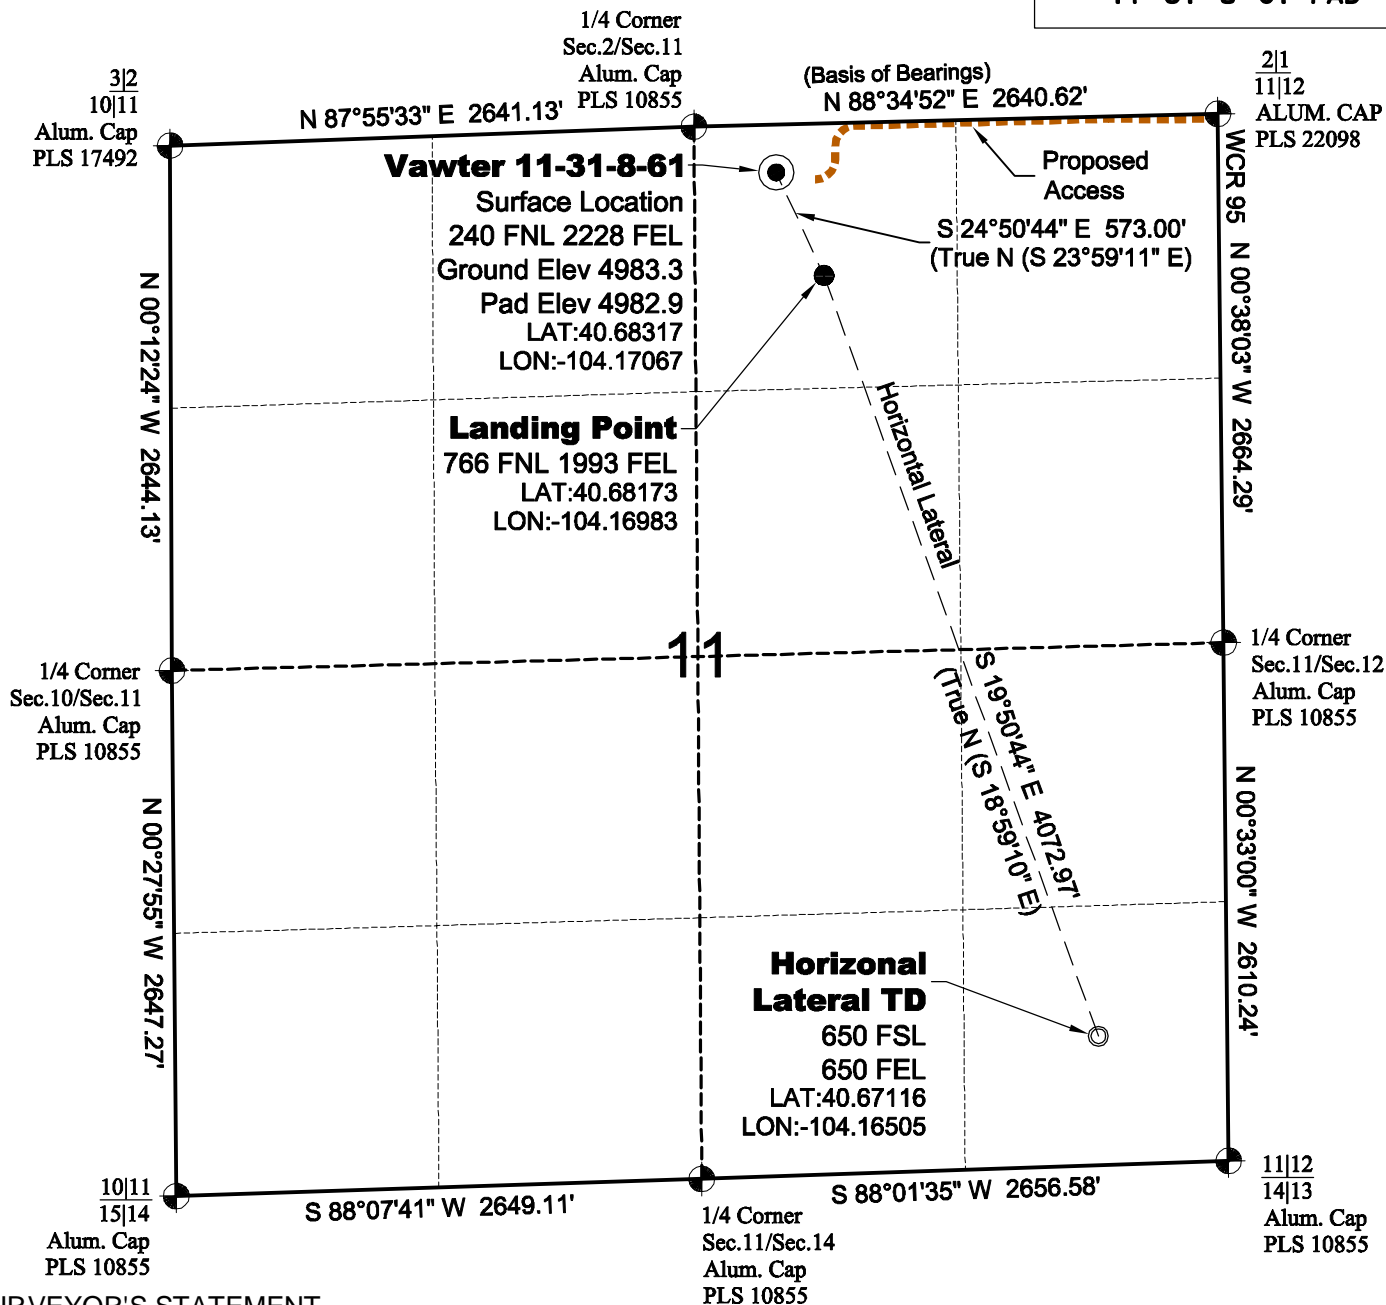 1/4 Corner
Sec.2/Sec.11
Alum. Cap
PLS 10855
3|2
10|11
Alum. Cap
PLS 17492
2|1
11|12
ALUM. CAP
PLS 22098
(Basis of Bearings)
N 87°55'33" E 2641.13'
N 88°34'52" E 2640.62'
WCR 95
Vawter 11-31-8-61
Surface Location
240 FNL 2228 FEL
Ground Elev 4983.3
Pad Elev 4982.9
LAT:40.68317
LON:-104.17067
Proposed
Access
S 24°50'44" E 573.00'
(True N (S 23°59'11" E)
N 00°12'24" W 2644.13'
N 00°38'03" W 2664.29'
Landing Point
766 FNL 1993 FEL
LAT:40.68173
LON:-104.16983
Horizontal Lateral
11
1/4 Corner
Sec.10/Sec.11
Alum. Cap
PLS 10855
1/4 Corner
Sec.11/Sec.12
Alum. Cap
PLS 10855
S 19°50'44" E 4072.97'
(True N (S 18°59'10" E)
N 00°27'55" W 2647.27'
N 00°33'00" W 2610.24'
Horizonal
Lateral TD
650 FSL
650 FEL
LAT:40.67116
LON:-104.16505
10|11
15|14
Alum. Cap
PLS 10855
S 88°07'41" W 2649.11'
S 88°01'35" W 2656.58'
1/4 Corner
Sec.11/Sec.14
Alum. Cap
PLS 10855
11|12
14|13
Alum. Cap
PLS 10855